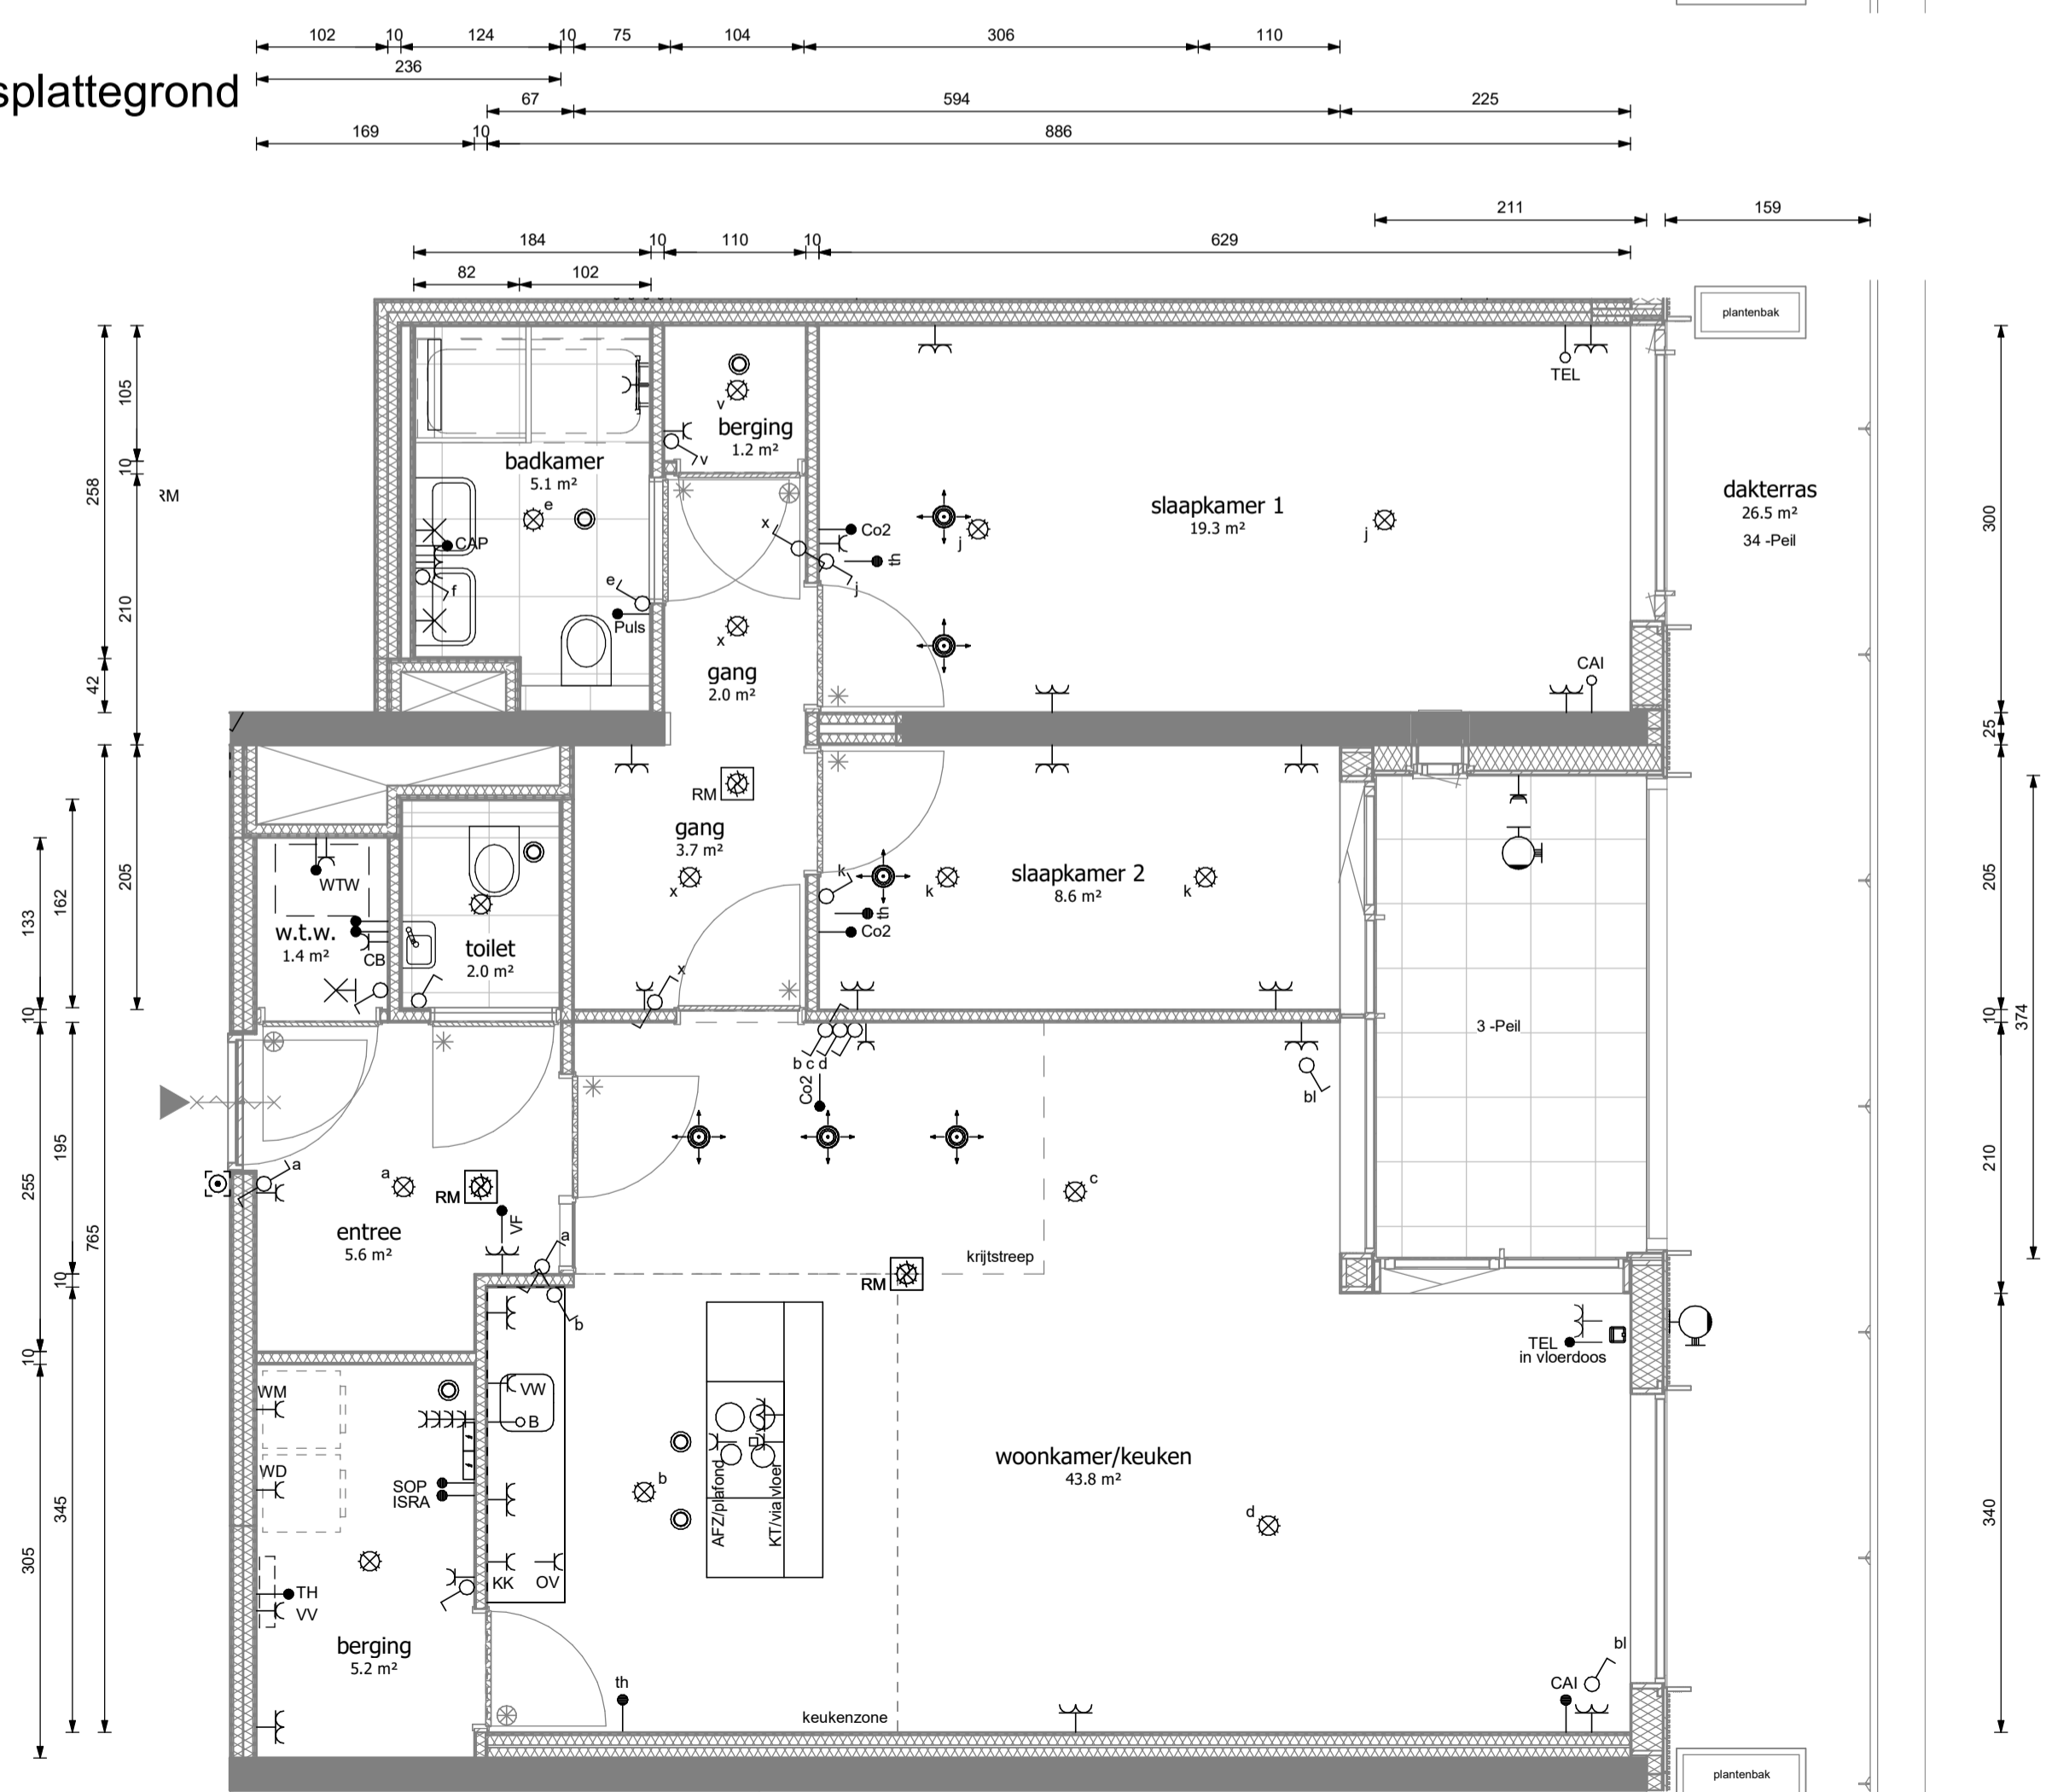 102 10 124 10 75 104 306 110
236
splattegrond
67 594 225
169 10 886
211 159
184 10 110 10 629
82 102
plantenbak
TEL
105
v
berging
1.2 m²
v
10
badkamer
5.1 m²
258
RM
e
slaapkamer 1
19.3 m²
dakterras
26.5 m²
34 -Peil
300
x
Co2
j
j
CAP
th
f
e
j
210
Puls
x
gang
2.0 m²
CAI
42
25
RM
gang
3.7 m²
x
205
162
133
WTW
w.t.w.
1.4 m²
CB
toilet
2.0 m²
k
k
slaapkamer 2
8.6 m²
k
th
Co2
205
x
10
10
374
3 -Peil
b c d
Co2
bl
195
255
210
a
a
RM
c
VF
entree
5.6 m²
a
765
krijtstreep
10
RM
b
TEL
in vloerdoos
10
WM
VW
B
woonkamer/keuken
43.8 m²
WD
SOP
ISRA
b
AFZ/plafond
KT/via vloer
d
345
340
305
KK OV
TH
VV
berging
5.2 m²
bl
th
CAI
keukenzone
plantenbak